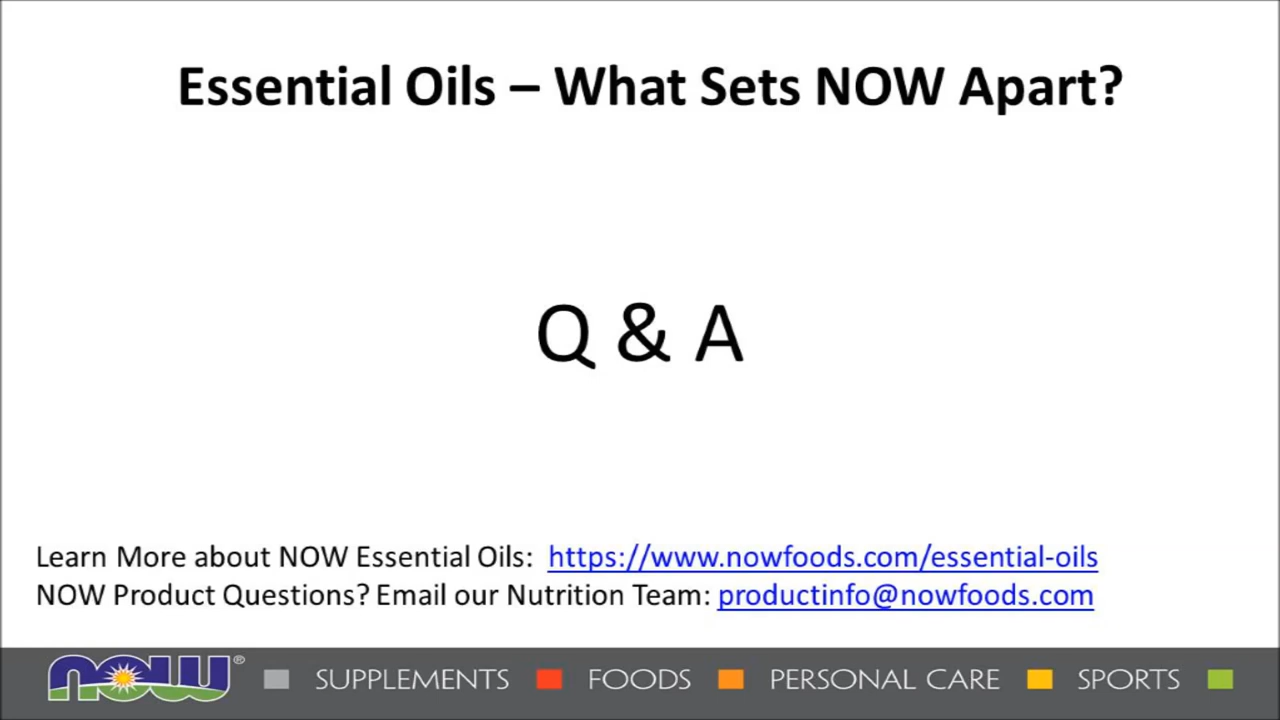 Essential Oils – What Sets NOW Apart?
Q & A
Learn More about NOW Essential Oils: https://www.nowfoods.com/essential-oils
NOW Product Questions? Email our Nutrition Team: productinfo@nowfoods.com
NOW® SUPPLEMENTS FOODS PERSONAL CARE SPORTS